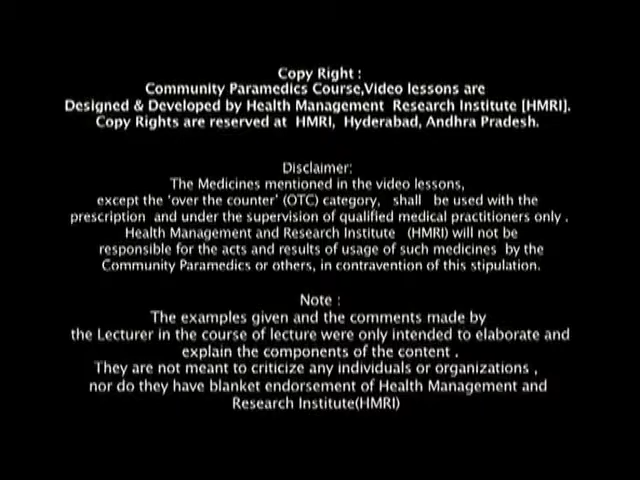 Copy Right :
Community Paramedics Course,Video lessons are
Designed & Developed by Health Management Research Institute [HMRI].
Copy Rights are reserved at HMRI, Hyderabad, Andhra Pradesh.
Disclaimer:
The Medicines mentioned in the video lessons,
except the 'over the counter' (OTC) category, shall be used with the
prescription and under the supervision of qualified medical practitioners only .
Health Management and Research Institute (HMRI) will not be
responsible for the acts and results of usage of such medicines by the
Community Paramedics or others, in contravention of this stipulation.
Note :
The examples given and the comments made by
the Lecturer in the course of lecture were only intended to elaborate and
explain the components of the content .
They are not meant to criticize any individuals or organizations ,
nor do they have blanket endorsement of Health Management and
Research Institute(HMRI)